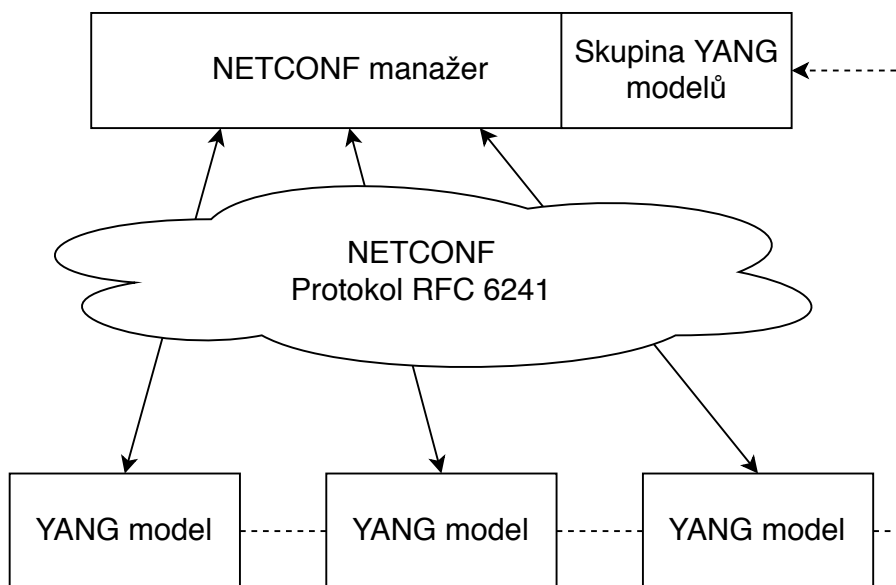 NETCONF manažer
Skupina YANG
modelů
NETCONF
Protokol RFC 6241
YANG model
YANG model
YANG model